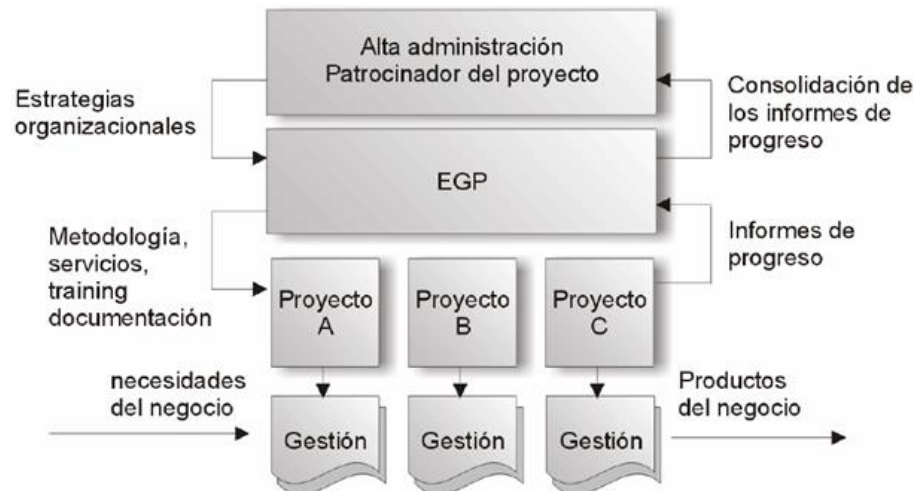 Alta administración
Patrocinador del proyecto
Estrategias
organizacionales
Consolidación de
los informes de
progreso
EGP
Metodología,
servicios,
training
documentación
Informes de
progreso
Proyecto
A
Proyecto
B
Proyecto
C
necesidades
del negocio
Productos
del negocio
Gestión
Gestión
Gestión